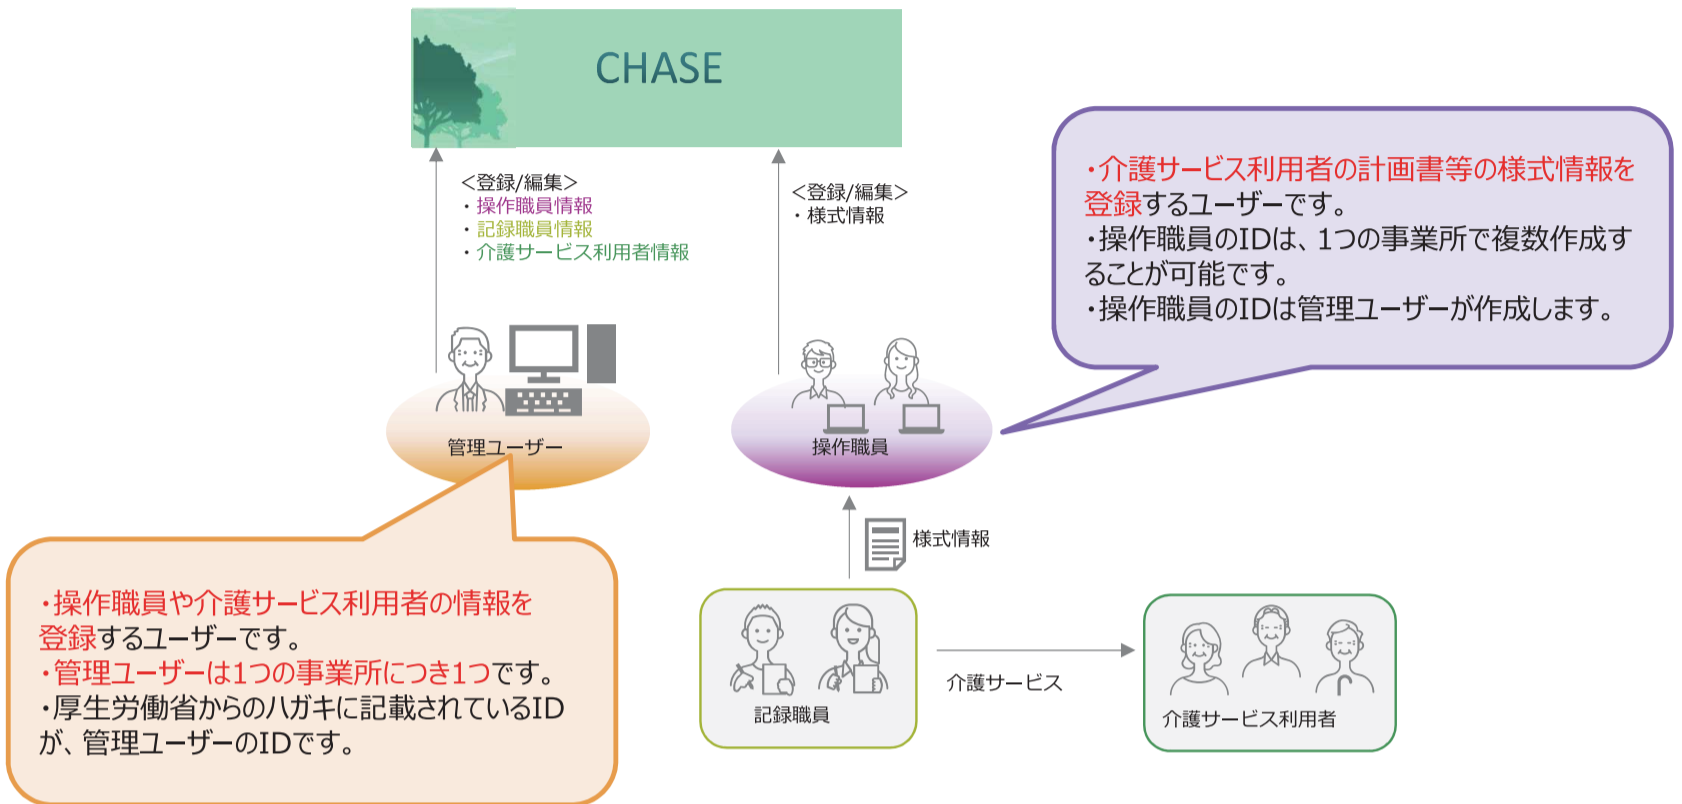 CHASE
<登録/編集>
・操作職員情報
・記録職員情報
・介護サービス利用者情報
<登録/編集>
・様式情報
・介護サービス利用者の計画書等の様式情報を
登録するユーザーです。
・操作職員のIDは、1つの事業所で複数作成す
ることが可能です。
・操作職員のIDは管理ユーザーが作成します。
管理ユーザー
操作職員
様式情報
・操作職員や介護サービス利用者の情報を
登録するユーザーです。
・管理ユーザーは1つの事業所につき1つです。
・厚生労働省からのハガキに記載されているID
が、管理ユーザーのIDです。
記録職員
介護サービス
介護サービス利用者